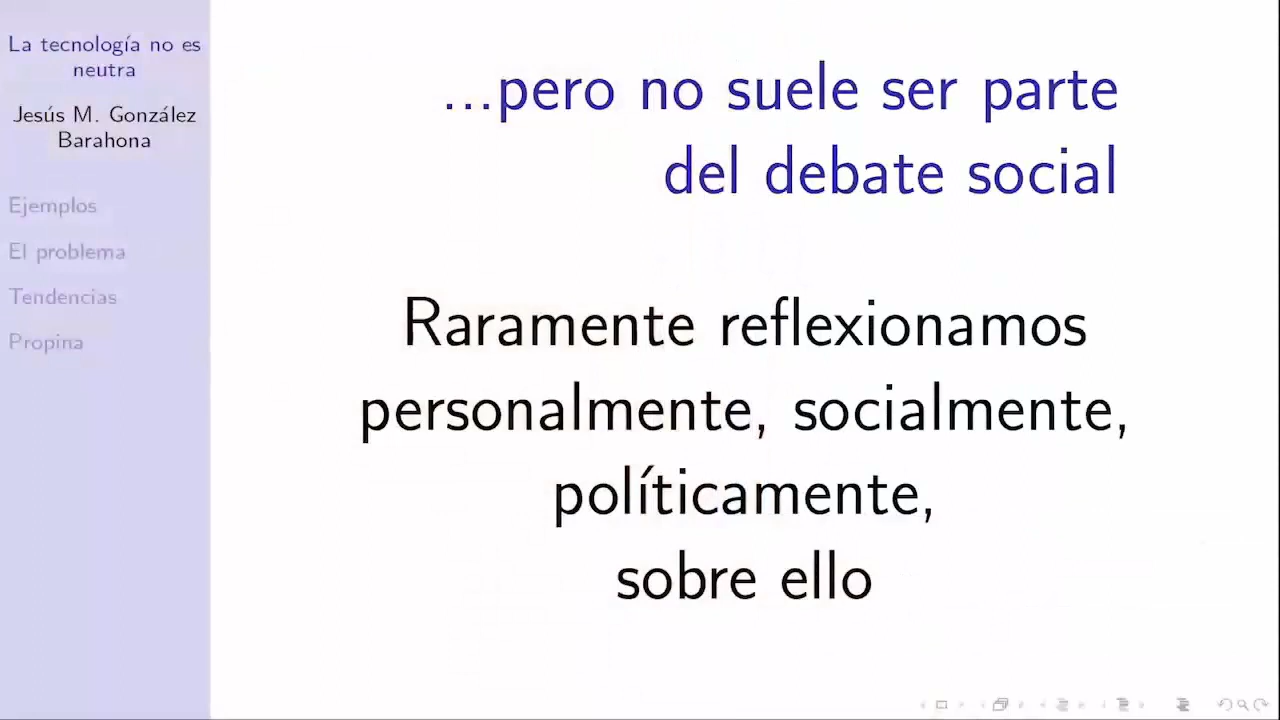 La tecnología no es
neutra
Jesús M. González
Barahona
Ejemplos
El problema
Tendencias
Propina
...pero no suele ser parte
del debate social
Raramente reflexionamos
personalmente, socialmente,
políticamente,
sobre ello